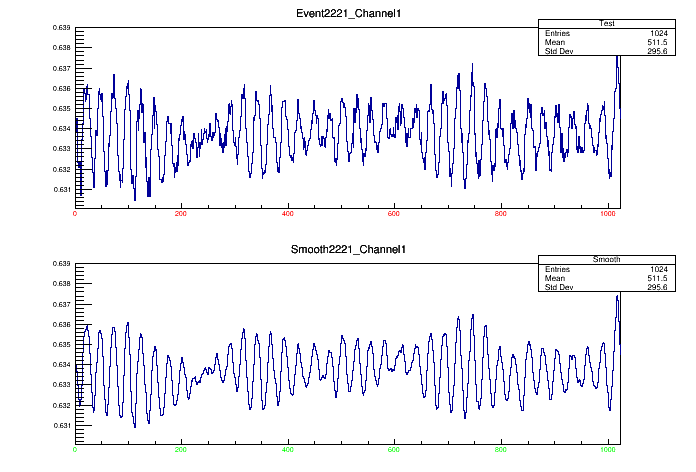 Event2221_Channel1
Test
Entries 1024
Mean 511.5
Std Dev 295.6
0.639
0.638
0.637
0.636
0.635
0.634
0.633
0.632
0.631
0 200 400 600 800 1000
Smooth2221_Channel1
Smooth
Entries 1024
Mean 511.5
Std Dev 295.6
0.639
0.638
0.637
0.636
0.635
0.634
0.633
0.632
0.631
0 200 400 600 800 1000